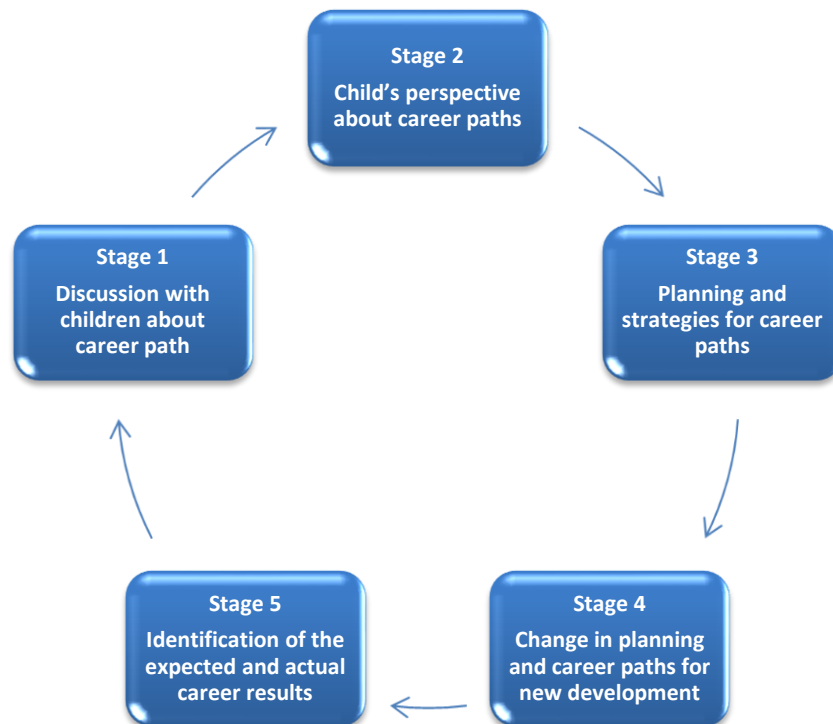 Stage 1
Discussion with
children about
career path
Stage 2
Child's perspective
about career paths
Stage 3
Planning and
strategies for career
paths
Stage 4
Change in planning
and career paths for
new development
Stage 5
Identification of the
expected and actual
career results